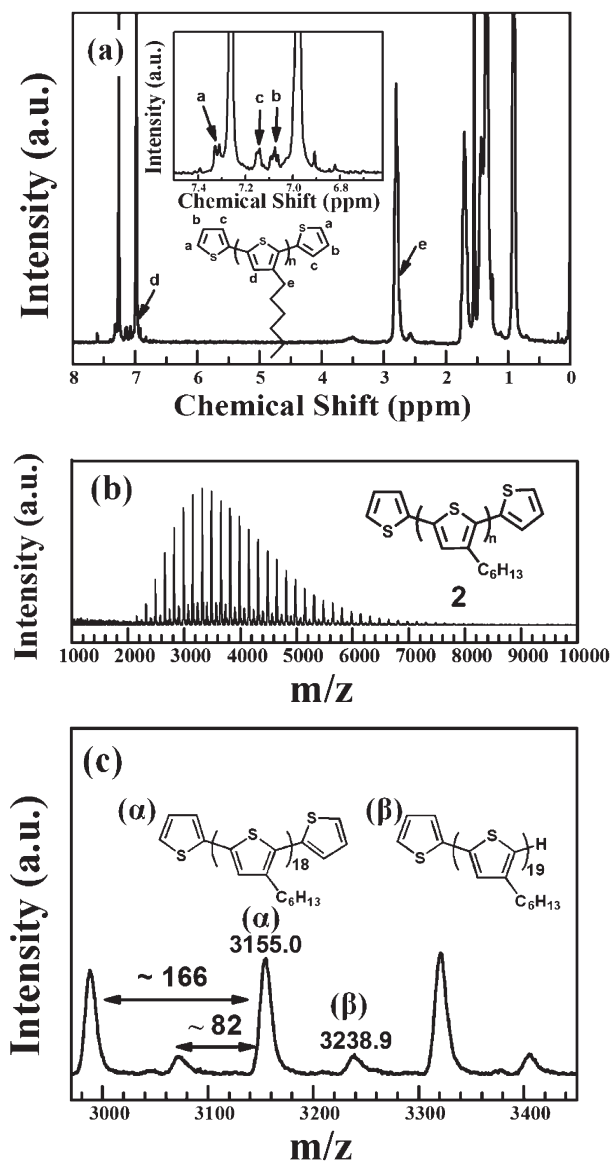 (a)
Intensity (a.u.)
Intensity (a.u.)
a
c
b
7.4
7.2
7.0
6.8
Chemical Shift (ppm)
b
c
S
a
a
S
S
b
n
c
d
e
d
e
8
7
6
5
4
3
2
1
0
Chemical Shift (ppm)
(b)
Intensity (a.u.)
S
S
S
n
C6H13
2
1000 2000 3000 4000 5000 6000 7000 8000 9000 10000
m/z
(c)
Intensity (a.u.)
(α)
S
S
S
18
C6H13
(β)
S
S
H
19
C6H13
(α)
3155.0
~ 166
~ 82
(β)
3238.9
3000
3100
3200
3300
3400
m/z